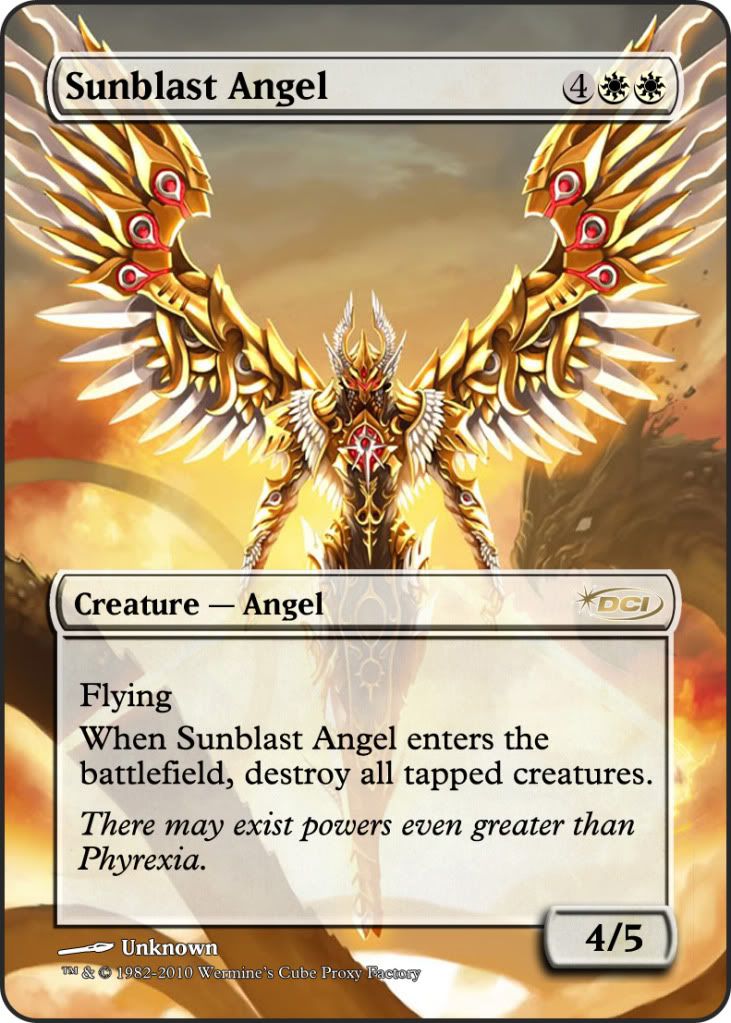 Sunblast Angel 4
Creature — Angel DCI
Flying
When Sunblast Angel enters the
battlefield, destroy all tapped creatures.
There may exist powers even greater than
Phyrexia.
4/5
Unknown
™ & © 1982-2010 Wermine's Cube Proxy Factory